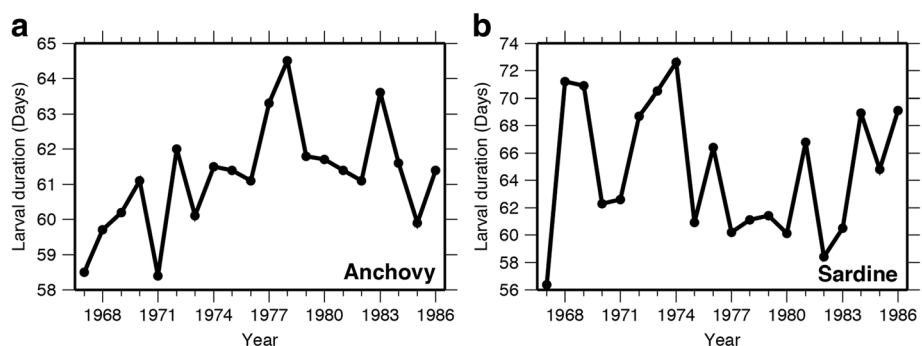 a
65
64
63
62
61
60
59
58
Larval duration (Days)
Anchovy
1968 1971 1974 1977 1980 1983 1986
Year
b
74
72
70
68
66
64
62
60
58
56
Larval duration (Days)
Sardine
1968 1971 1974 1977 1980 1983 1986
Year